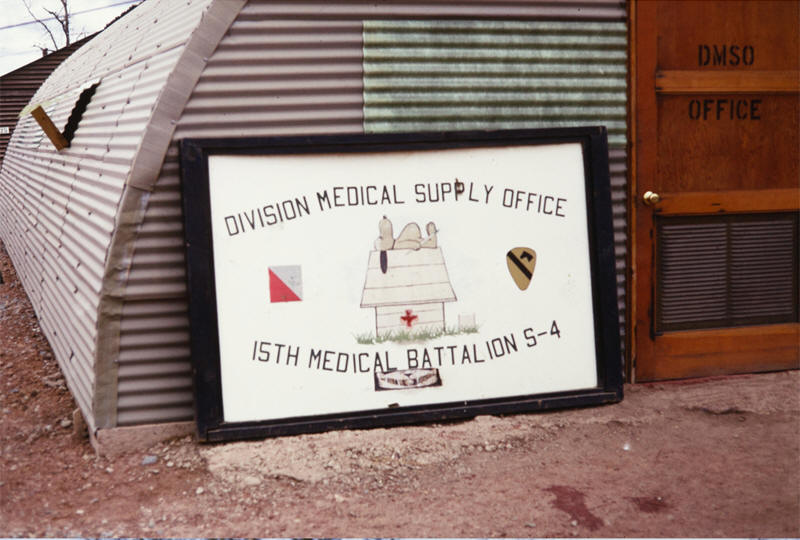 DMSO
OFFICE
DIVISION MEDICAL SUPPLY OFFICE
15TH MEDICAL BATTALION S-4